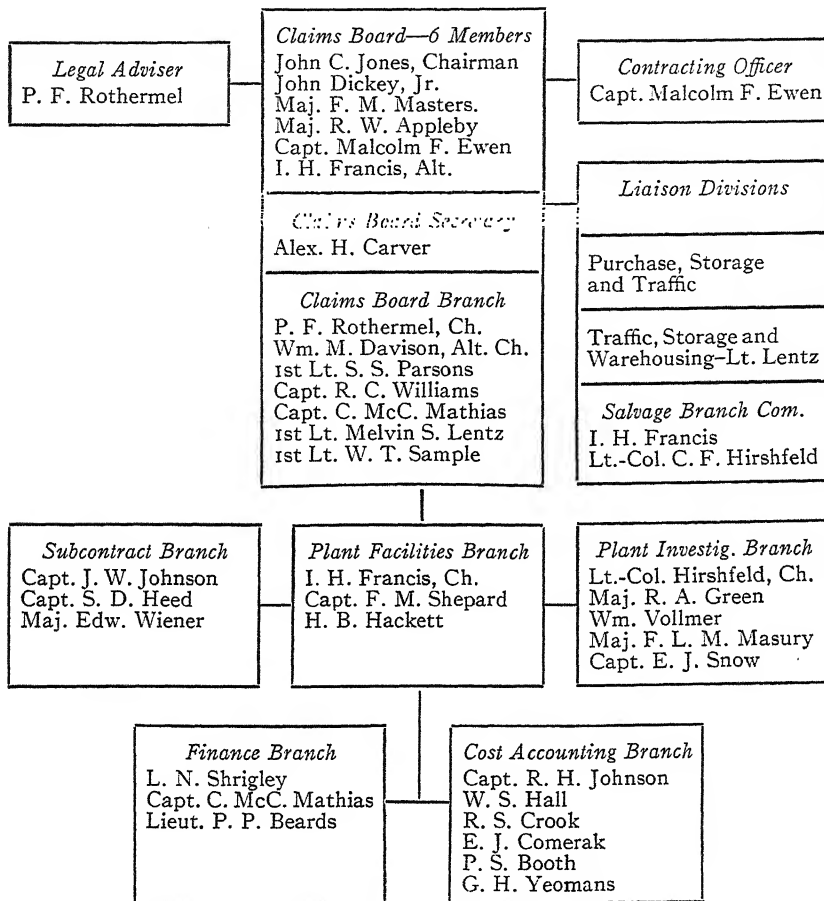 Legal Adviser
P. F. Rothermel
Claims Board—6 Members
John C. Jones, Chairman
John Dickey, Jr.
Maj. F. M. Masters.
Maj. R. W. Appleby
Capt. Malcolm F. Ewen
I. H. Francis, Alt.
Contracting Officer
Capt. Malcolm F. Ewen
Claims Board Secretary
Alex. H. Carver
Claims Board Branch
P. F. Rothermel, Ch.
Wm. M. Davison, Alt. Ch.
1st Lt. S. S. Parsons
Capt. R. C. Williams
Capt. C. McC. Mathias
1st Lt. Melvin S. Lentz
1st Lt. W. T. Sample
Liaison Divisions
Purchase, Storage
and Traffic
Traffic, Storage and
Warehousing–Lt. Lentz
Salvage Branch Com.
I. H. Francis
Lt.-Col. C. F. Hirshfeld
Subcontract Branch
Capt. J. W. Johnson
Capt. S. D. Heed
Maj. Edw. Wiener
Plant Facilities Branch
I. H. Francis, Ch.
Capt. F. M. Shepard
H. B. Hackett
Plant Investig. Branch
Lt.-Col. Hirshfeld, Ch.
Maj. R. A. Green
Wm. Vollmer
Maj. F. L. M. Masury
Capt. E. J. Snow
Finance Branch
L. N. Shrigley
Capt. C. McC. Mathias
Lieut. P. P. Beards
Cost Accounting Branch
Capt. R. H. Johnson
W. S. Hall
R. S. Crook
E. J. Comerak
P. S. Booth
G. H. Yeomans